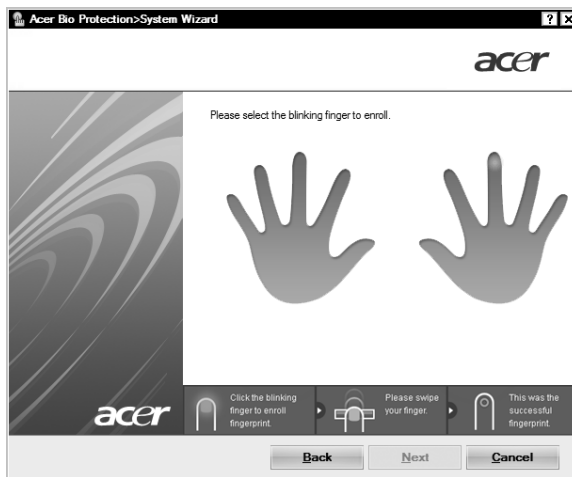 Acer Bio Protection>System Wizard
acer
Please select the blinking finger to enroll.
acer
Click the blinking
finger to enroll
fingerprint.
Please swipe
your finger.
This was the
successful
fingerprint.
Back
Next
Cancel